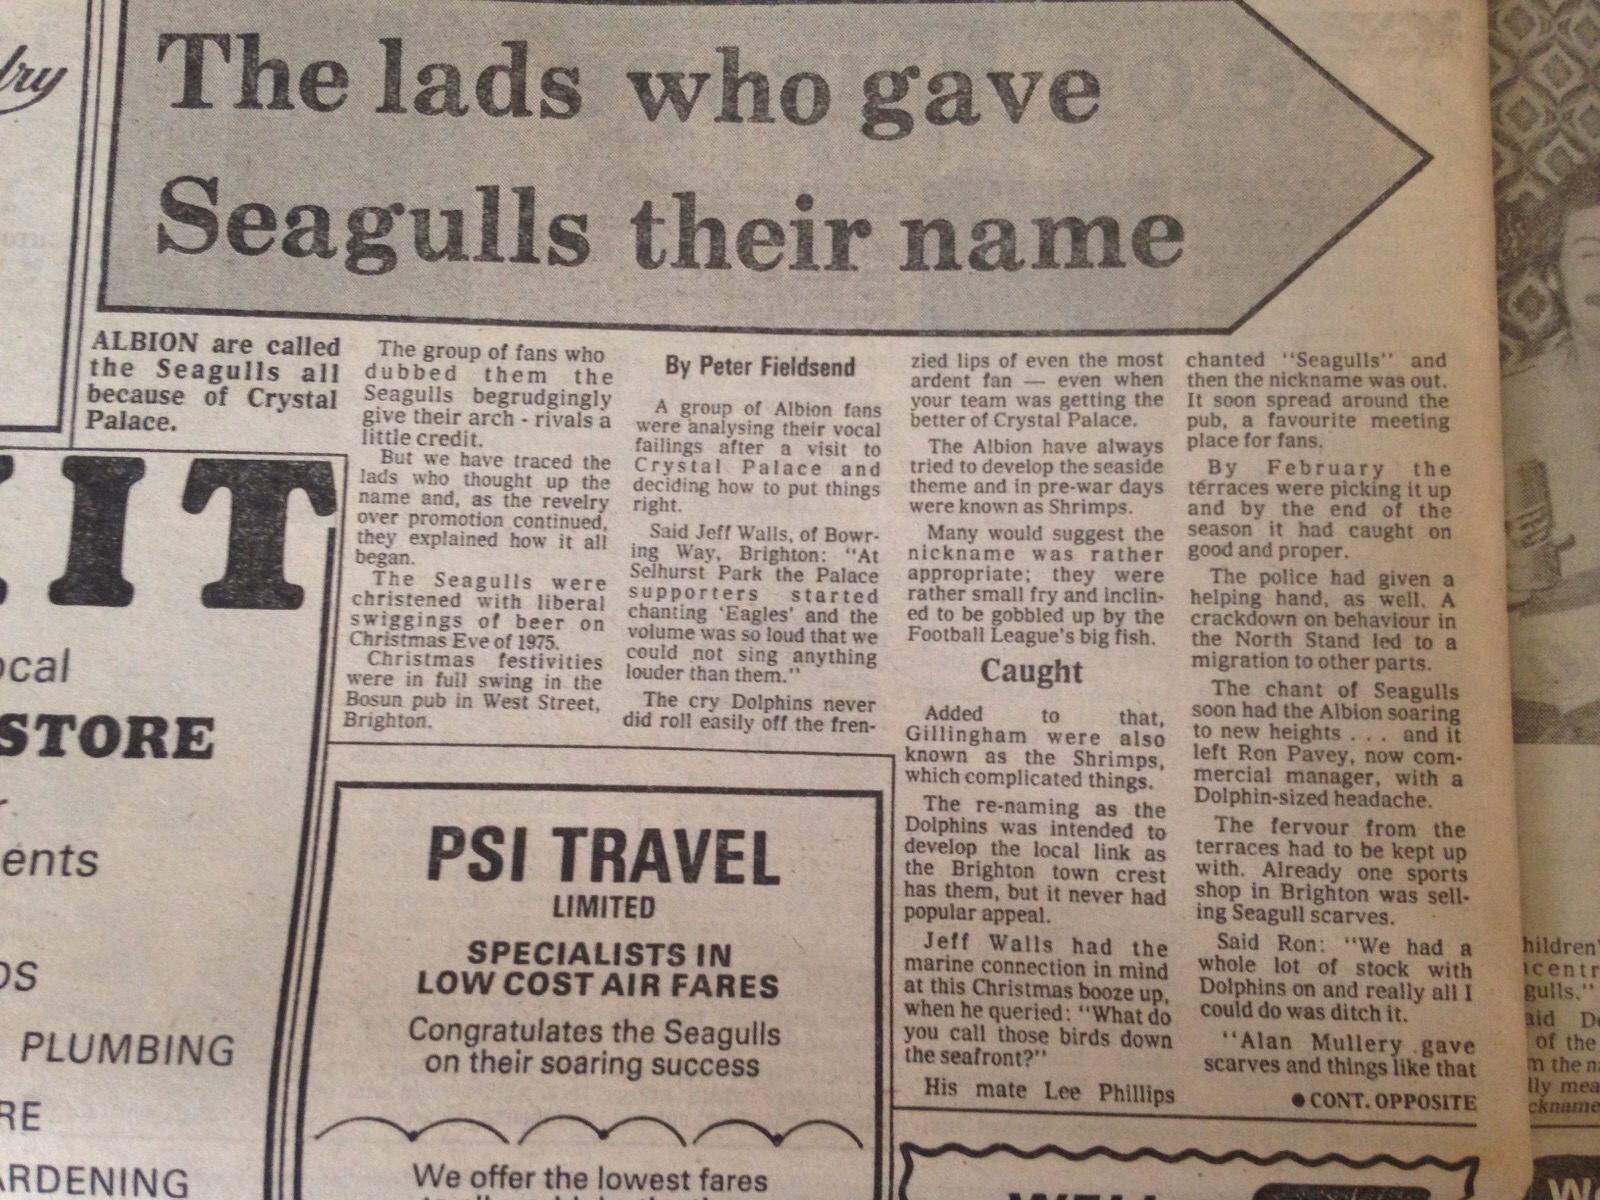 The lads who gave
Seagulls their name
ALBION are called
the Seagulls all
because of Crystal
Palace.
The group of fans who
dubbed them the
Seagulls begrudgingly
give their arch - rivals a
little credit.
But we have traced the
lads who thought up the
name and, as the revelry
over promotion continued,
they explained how it all
began.
The Seagulls were
christened with liberal
swiggings of beer on
Christmas Eve of 1975.
Christmas festivities
were in full swing in the
Bosun pub in West Street,
Brighton.
By Peter Fieldsend
A group of Albion fans
were analysing their vocal
failings after a visit to
Crystal Palace and
deciding how to put things
right.
Said Jeff Walls, of Bowr-
ing Way, Brighton: "At
Selhurst Park the Palace
supporters started
chanting 'Eagles' and the
volume was so loud that we
could not sing anything
louder than them."
The cry Dolphins never
did roll easily off the fren-
zied lips of even the most
ardent fan — even when
your team was getting the
better of Crystal Palace.
The Albion have always
tried to develop the seaside
theme and in pre-war days
were known as Shrimps.
Many would suggest the
nickname was rather
appropriate; they were
rather small fry and inclin-
ed to be gobbled up by the
Football League's big fish.
Caught
Added to that,
Gillingham were also
known as the Shrimps,
which complicated things.
The re-naming as the
Dolphins was intended to
develop the local link as
the Brighton town crest
has them, but it never had
popular appeal.
Jeff Walls had the
marine connection in mind
at this Christmas booze up,
when he queried: "What do
you call those birds down
the seafront?"
His mate Lee Phillips
chanted "Seagulls" and
then the nickname was out.
It soon spread around the
pub, a favourite meeting
place for fans.
By February the
terraces were picking it up
and by the end of the
season it had caught on
good and proper.
The police had given a
helping hand, as well. A
crackdown on behaviour in
the North Stand led to a
migration to other parts.
The chant of Seagulls
soon had the Albion soaring
to new heights . . . and it
left Ron Pavey, now com-
mercial manager, with a
Dolphin-sized headache.
The fervour from the
terraces had to be kept up
with. Already one sports
shop in Brighton was sell-
ing Seagull scarves.
Said Ron: "We had a
whole lot of stock with
Dolphins on and really all I
could do was ditch it.
"Alan Mullery gave
scarves and things like that
● CONT. OPPOSITE
PSI TRAVEL
LIMITED
SPECIALISTS IN
LOW COST AIR FARES
Congratulates the Seagulls
on their soaring success
We offer the lowest fares
dry
IT
ocal
STORE
ents
OS
PLUMBING
RE
ARDENING
hildren'
gulls."
aid
of the